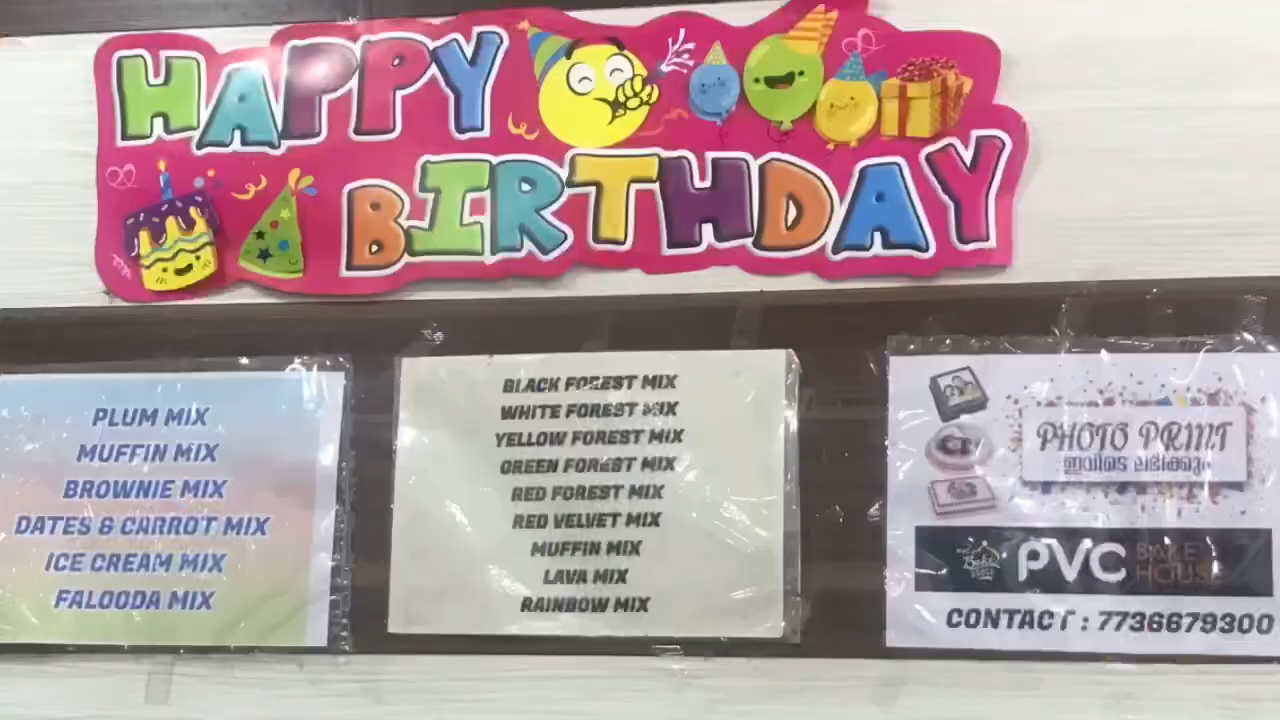 HAPPY
BIRTHDAY
PLUM MIX
MUFFIN MIX
BROWNIE MIX
DATES & CARROT MIX
ICE CREAM MIX
FALOODA MIX
BLACK FOREST MIX
WHITE FOREST MIX
YELLOW FOREST MIX
GREEN FOREST MIX
RED FOREST MIX
RED VELVET MIX
MUFFIN MIX
LAVA MIX
RAINBOW MIX
PHOTO PRINT
ഇവിടെ ലഭിക്കും
PVC BAKE HOUSE
CONTACT : 7736679300